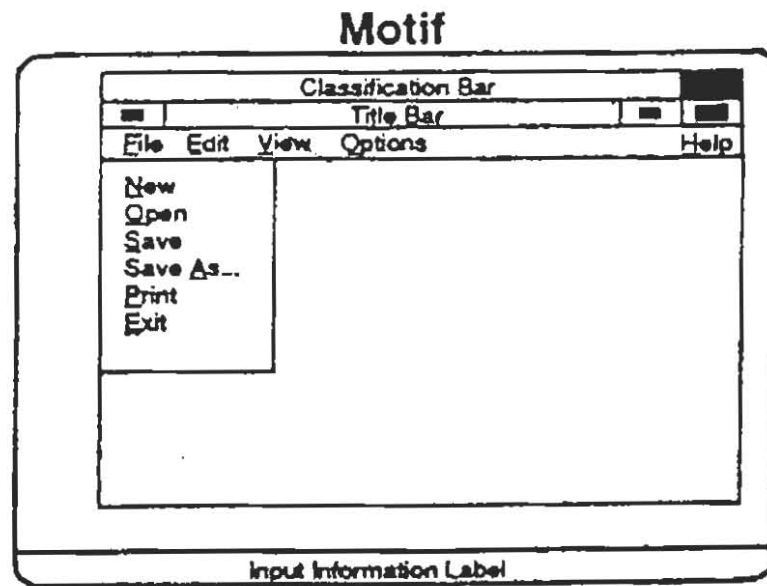 Motif
Classification Bar
Title Bar
File Edit View Options Help
New
Open
Save
Save As...
Print
Exit
Input Information Label